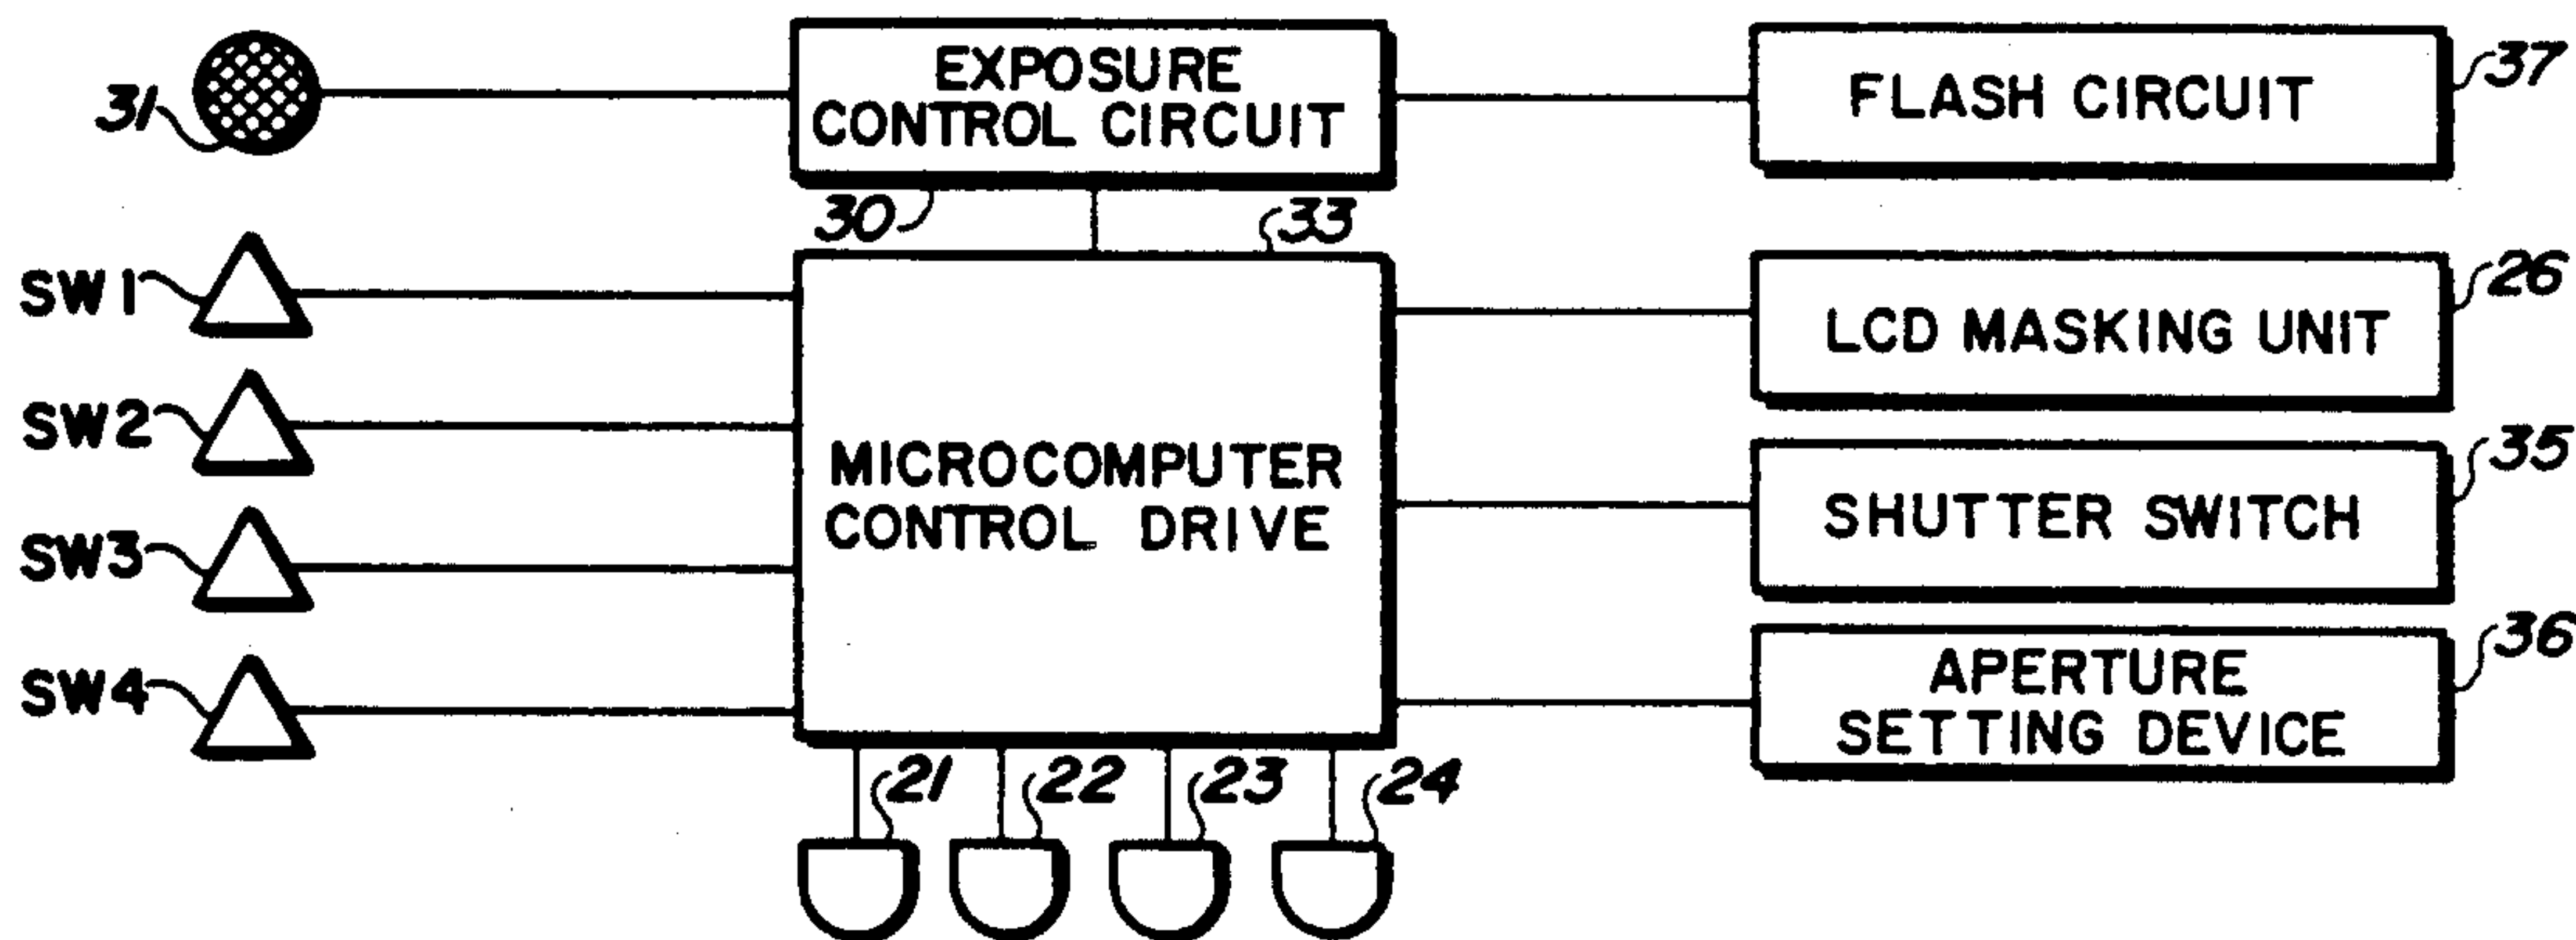 31
EXPOSURE
CONTROL CIRCUIT
30
FLASH CIRCUIT
37
33
SW1
SW2
SW3
SW4
MICROCOMPUTER
CONTROL DRIVE
LCD MASKING UNIT
26
SHUTTER SWITCH
35
APERTURE
SETTING DEVICE
36
21
22
23
24